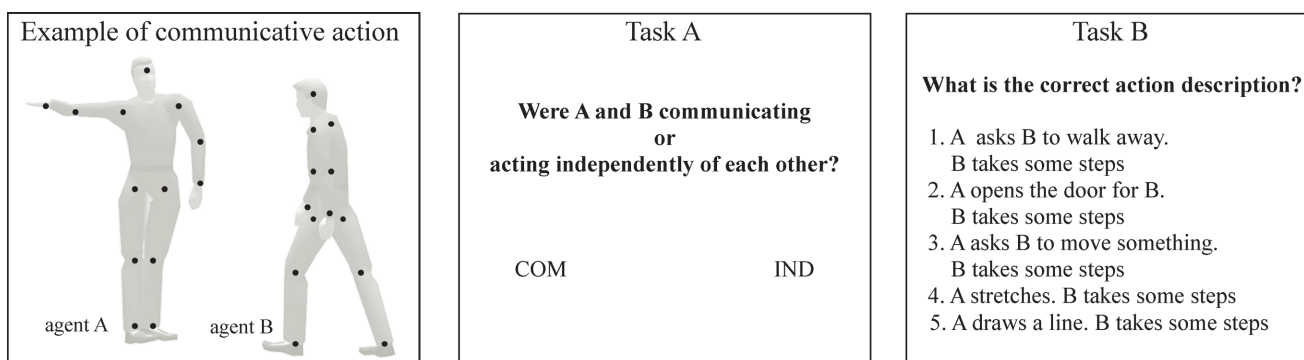 Example of communicative action
agent A
agent B
Task A
Were A and B communicating
or
acting independently of each other?
COM
IND
Task B
What is the correct action description?
1. A asks B to walk away.
B takes some steps
2. A opens the door for B.
B takes some steps
3. A asks B to move something.
B takes some steps
4. A stretches. B takes some steps
5. A draws a line. B takes some steps